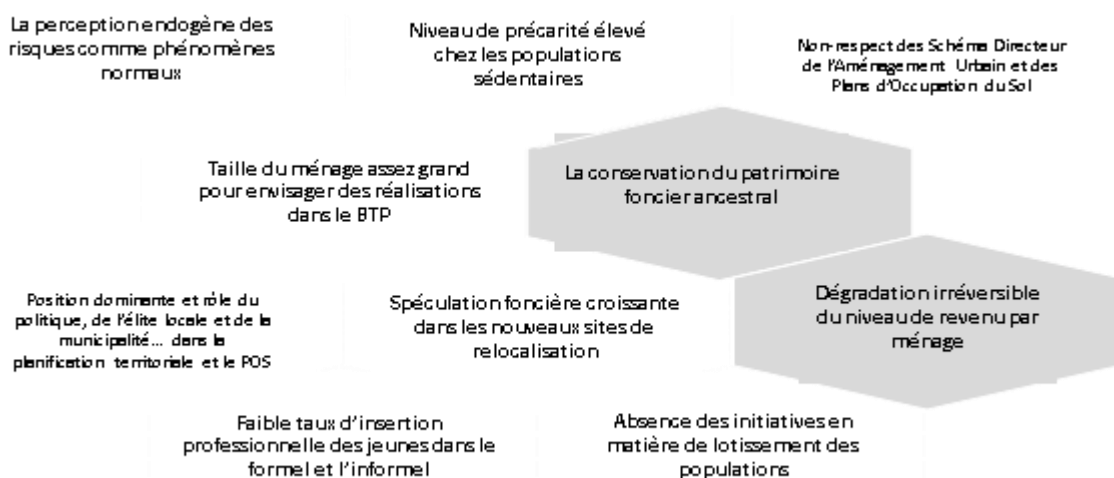 La perception endogène des
risques comme phénomènes
normaux
Niveau de précarité élevé
chez les populations
sédentaires
Non-respect des Schéma Directeur
de l'Aménagement Urbain et des
Plans d'Occupation du Sol
Taille du ménage assez grand
pour envisager des réalisations
dans le BTP
La conservation du patrimoine
foncier ancestral
Position dominante et rôle du
politique, de l'élite locale et de la
municipalité... dans la
planification territoriale et le POS
Spéculation foncière croissante
dans les nouveaux sites de
relocalisation
Dégradation irréversible
du niveau de revenu par
ménage
Faible taux d'insertion
professionnelle des jeunes dans le
formel et l'informel
Absence des initiatives en
matière de lotissement des
populations